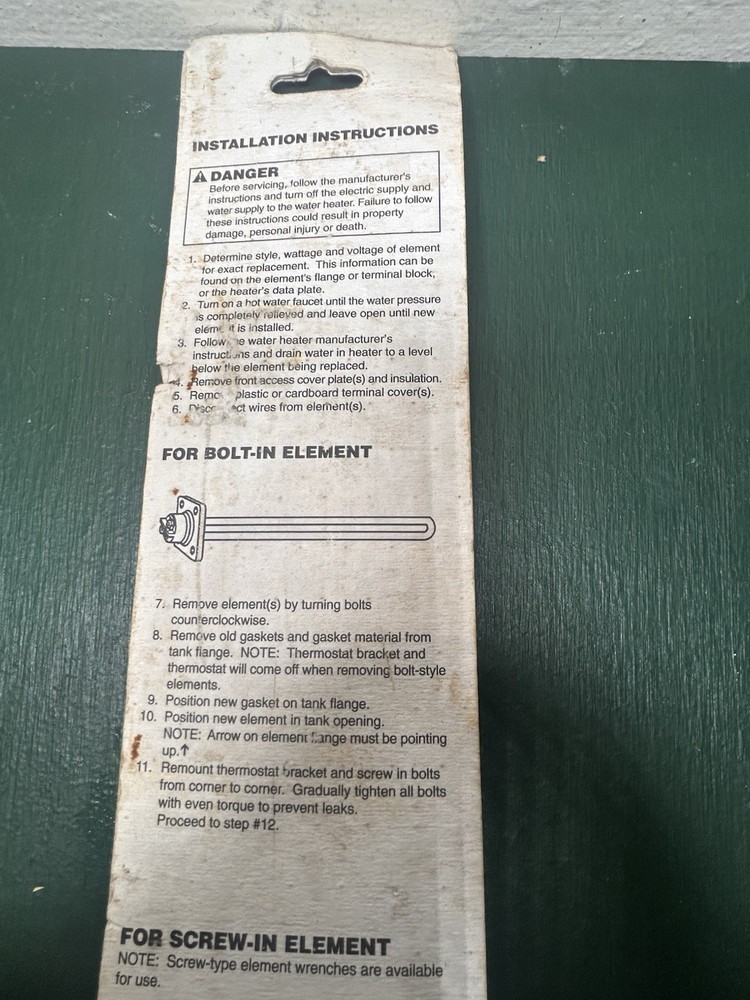 INSTALLATION INSTRUCTIONS
DANGER
Before servicing, follow the manufacturer's
instructions and turn off the electric supply and
water supply to the water heater. Failure to follow
these instructions could result in property
damage, personal injury or death.
1. Determine style, wattage and voltage of element
for exact replacement. This information can be
found on the element's flange or terminal block,
or the heater's data plate.
2. Turn on a hot water faucet until the water pressure
is completely relieved and leave open until new
element is installed.
3. Follow water heater manufacturer's
instructions and drain water in heater to a level
below the element being replaced.
4. Remove front access cover plate(s) and insulation.
5. plastic or cardboard terminal cover(s).
6. wires from element(s).
FOR BOLT-IN ELEMENT
7. Remove element(s) by turning bolts
counterclockwise.
8. Remove old gaskets and gasket material from
tank flange. NOTE: Thermostat bracket and
thermostat will come off when removing bolt-style
elements.
9. Position new gasket on tank flange.
10. Position new element in tank opening.
NOTE: Arrow on element flange must be pointing
up.↑
11. Remount thermostat bracket and screw in bolts
from corner to corner. Gradually tighten all bolts
with even torque to prevent leaks.
Proceed to step #12.
FOR SCREW-IN ELEMENT
NOTE: Screw-type element wrenches are available
for use.